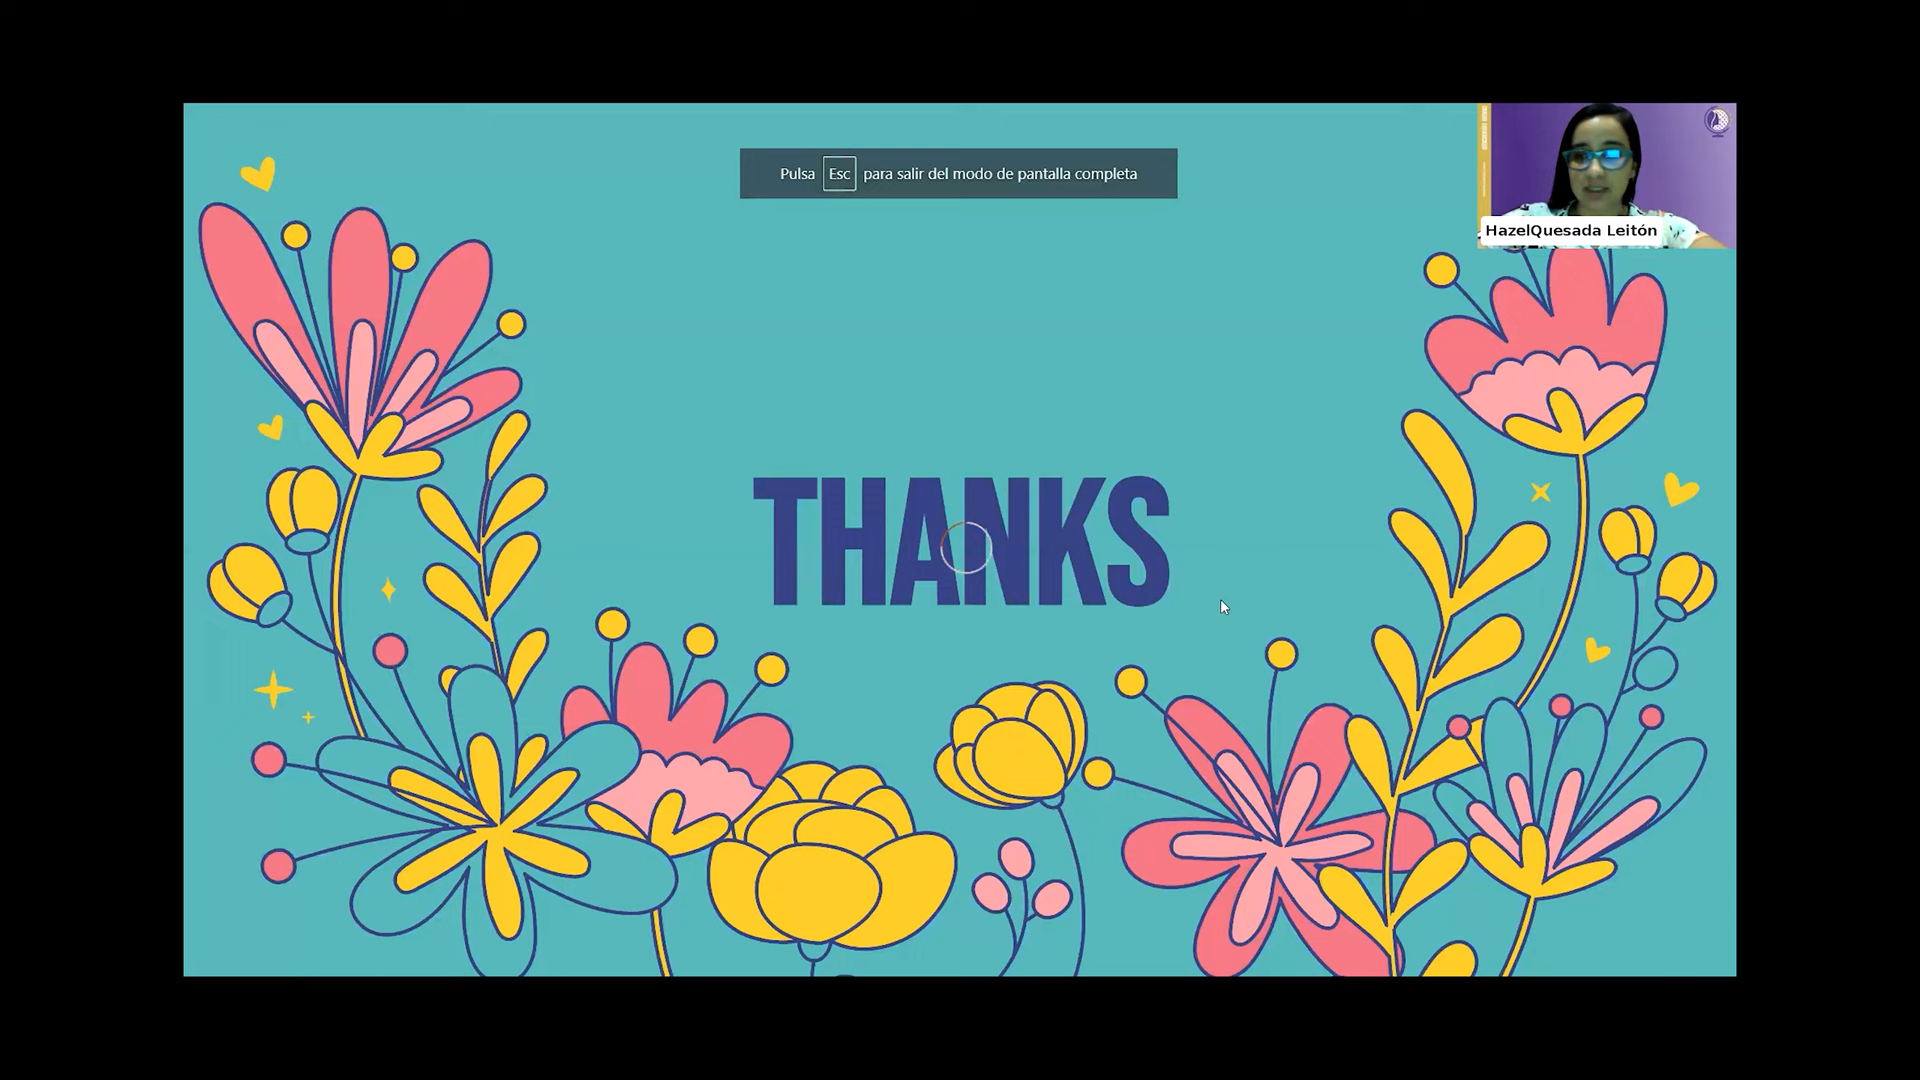 Pulsa Esc para salir del modo de pantalla completa
HazelQuesada Leitón
THANKS